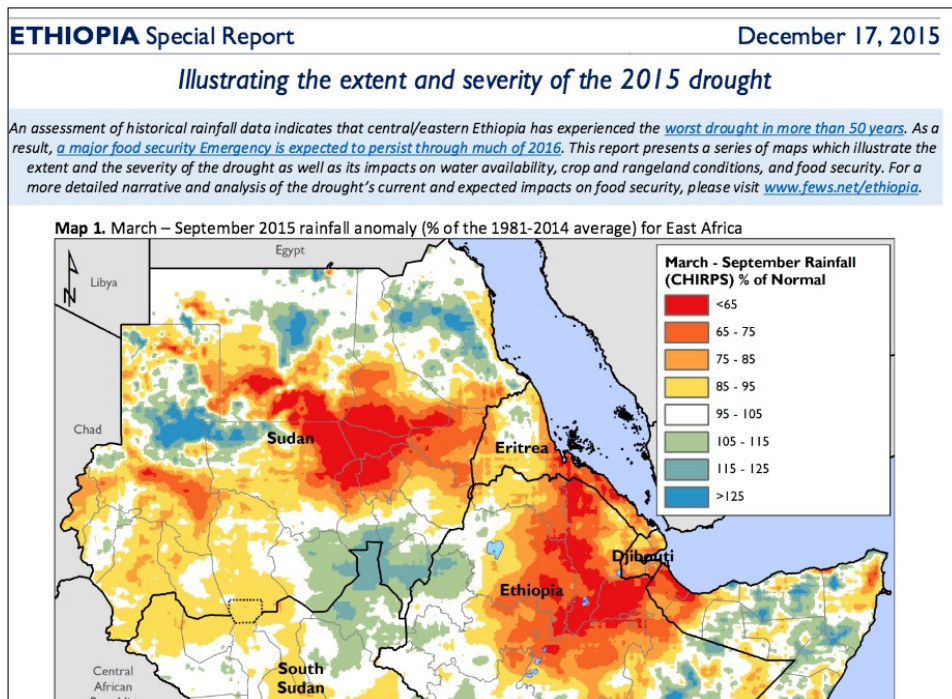 ETHIOPIA Special Report December 17, 2015
Illustrating the extent and severity of the 2015 drought
An assessment of historical rainfall data indicates that central/eastern Ethiopia has experienced the worst drought in more than 50 years. As a
result, a major food security Emergency is expected to persist through much of 2016. This report presents a series of maps which illustrate the
extent and the severity of the drought as well as its impacts on water availability, crop and rangeland conditions, and food security. For a
more detailed narrative and analysis of the drought's current and expected impacts on food security, please visit www.fews.net/ethiopia.
Map 1. March – September 2015 rainfall anomaly (% of the 1981-2014 average) for East Africa
Egypt
Libya
N
March - September Rainfall
(CHIRPS) % of Normal
<65
65 - 75
75 - 85
85 - 95
95 - 105
105 - 115
115 - 125
>125
Chad
Sudan
Eritrea
Djibouti
Ethiopia
South
Sudan
Central
African